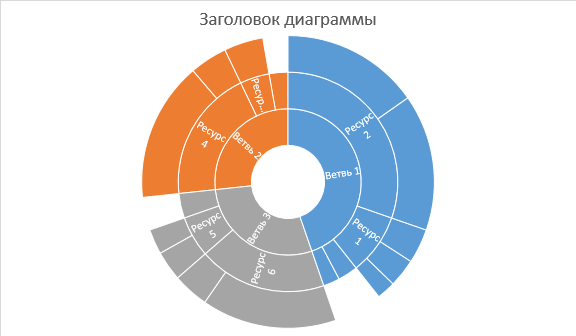 Заголовок диаграммы
Ветвь 1
Ресурс
2
Ресурс
1
Ветвь 2
Ресурс
4
Ресур...
Ветвь 3
Ресурс
5
Ресурс
6